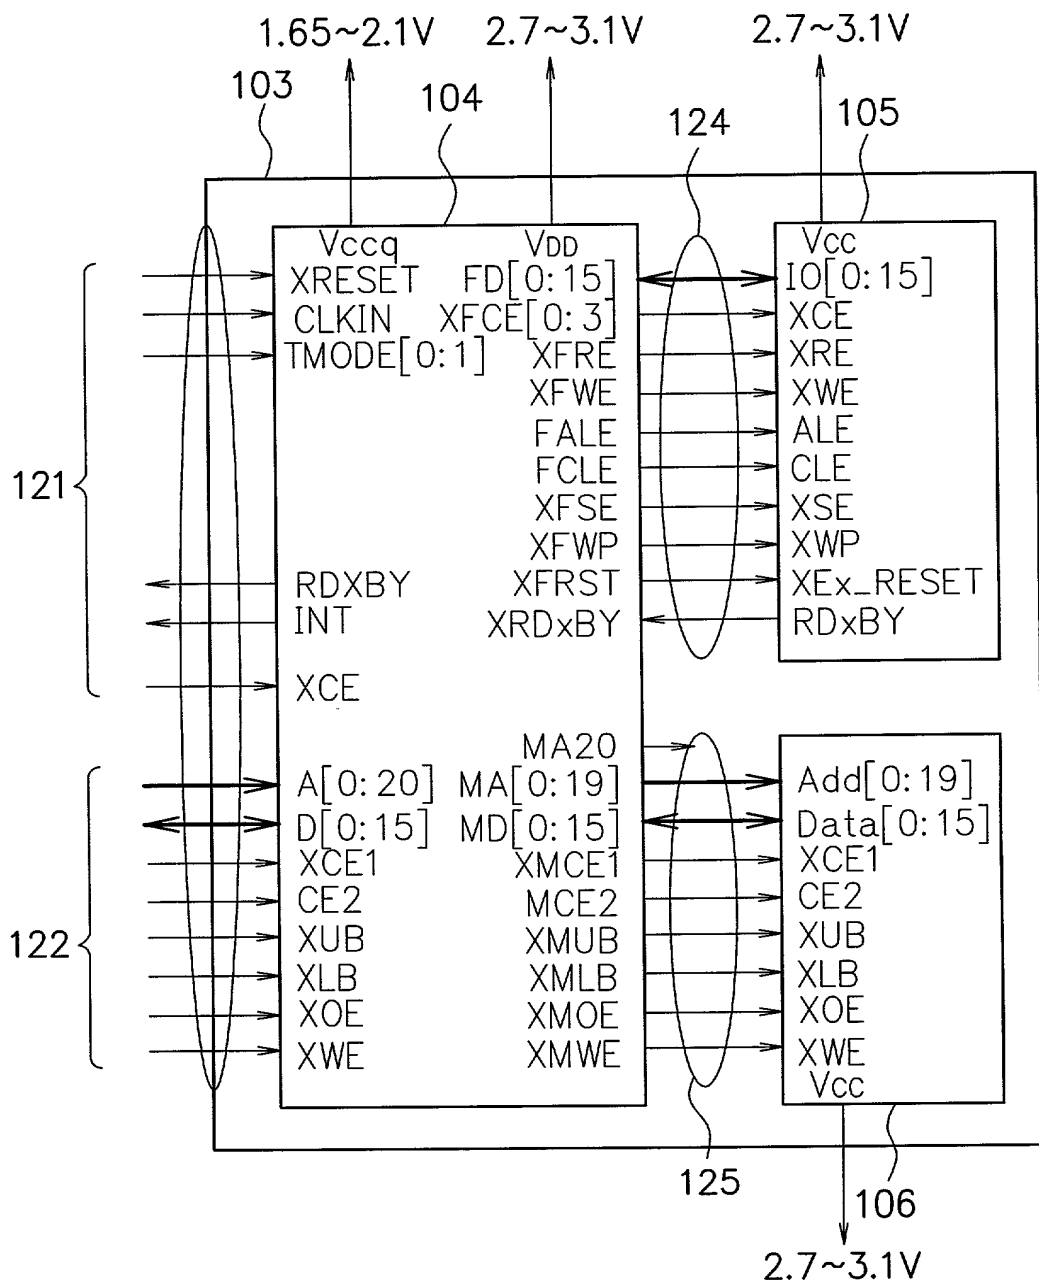 1.65~2.1V 2.7~3.1V 2.7~3.1V
103 104 124 105
Vccq VDD Vcc
XRESET FD[0:15] IO[0:15]
CLKIN XFCE[0:3] XCE
TMODE[0:1] XFRE XRE
XFWE XWE
FALE ALE
121 FCLE CLE
XFSE XSE
XFWP XWP
RDXBY XFRST XEx_RESET
INT XRDxBY RDxBY
XCE
MA20
A[0:20] MA[0:19] Add[0:19]
D[0:15] MD[0:15] Data[0:15]
XCE1 XMCE1 XCE1
CE2 MCE2 CE2
122 XUB XMUB XUB
XLB XMLB XLB
XOE XMOE XOE
XWE XMWE XWE
Vcc
125 106
2.7~3.1V